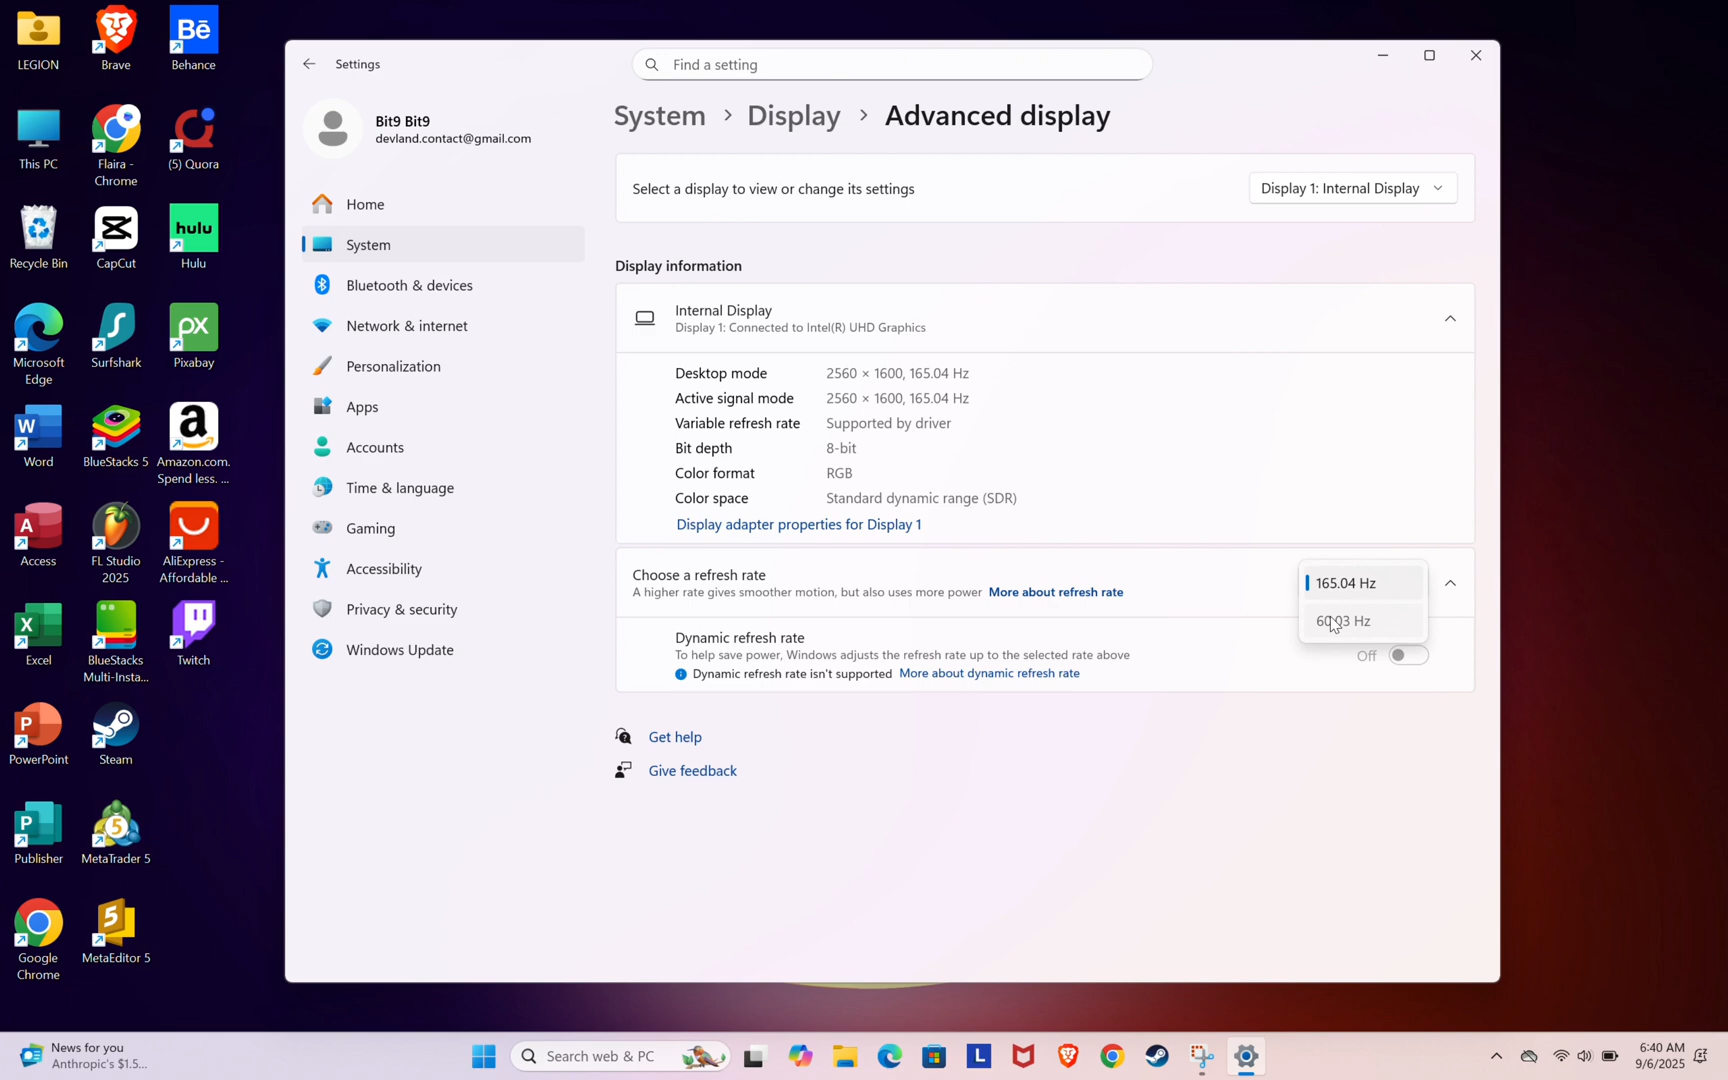 LEGION
Brave
Bē
Behance
This PC
Flaira -
Chrome
(5) Quora
Recycle Bin
CapCut
hulu
Hulu
Microsoft
Edge
Surfshark
px
Pixabay
W
Word
BlueStacks 5
a
Amazon.com.
Spend less. ...
A
Access
FL Studio
2025
AliExpress -
Affordable ...
X
Excel
BlueStacks
Multi-Insta...
Twitch
P
PowerPoint
Steam
P
Publisher
5
MetaTrader 5
Google
Chrome
5
MetaEditor 5
Settings
Find a setting
Bit9 Bit9
devland.contact@gmail.com
Home
System
Bluetooth & devices
Network & internet
Personalization
Apps
Accounts
Time & language
Gaming
Accessibility
Privacy & security
Windows Update
System > Display > Advanced display
Select a display to view or change its settings
Display 1: Internal Display
Display information
Internal Display
Display 1: Connected to Intel(R) UHD Graphics
Desktop mode 2560 × 1600, 165.04 Hz
Active signal mode 2560 × 1600, 165.04 Hz
Variable refresh rate Supported by driver
Bit depth 8-bit
Color format RGB
Color space Standard dynamic range (SDR)
Display adapter properties for Display 1
Choose a refresh rate
A higher rate gives smoother motion, but also uses more power More about refresh rate
165.04 Hz
60.03 Hz
Dynamic refresh rate
To help save power, Windows adjusts the refresh rate up to the selected rate above
Off
Dynamic refresh rate isn't supported More about dynamic refresh rate
Get help
Give feedback
News for you
Anthropic's $1.5...
Search web & PC
L
6:40 AM
9/6/2025